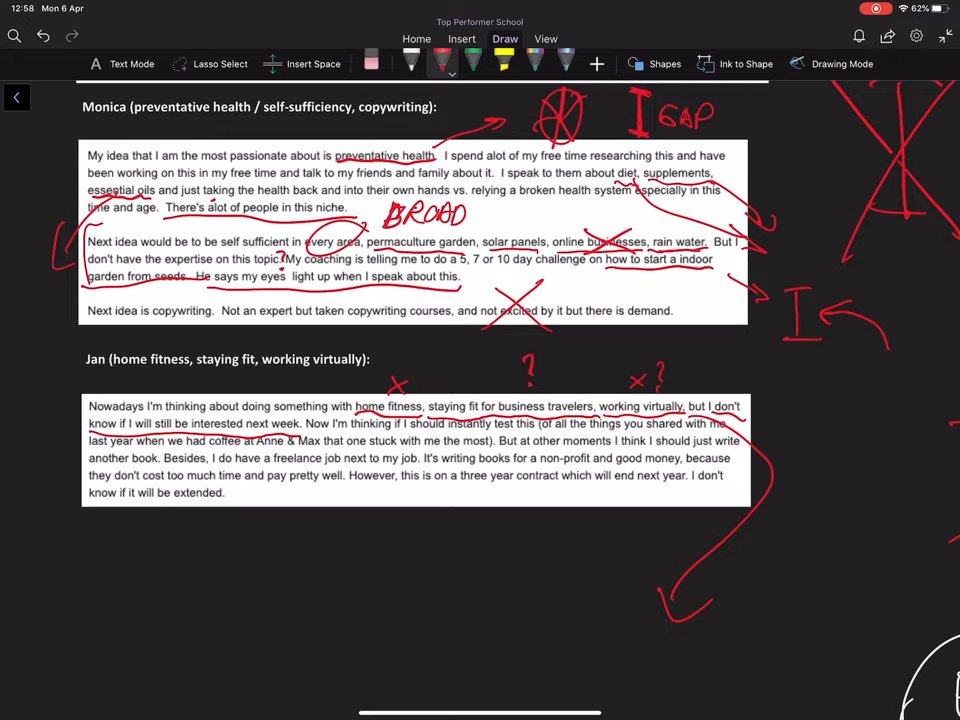 12:58 Mon 6 Apr
62%
Top Performer School
Home Insert Draw View
Text Mode Lasso Select Insert Space Shapes Ink to Shape Drawing Mode
Monica (preventative health / self-sufficiency, copywriting):
I GAP
My idea that I am the most passionate about is preventative health. I spend alot of my free time researching this and have
been working on this in my free time and talk to my friends and family about it. I speak to them about diet, supplements,
essential oils and just taking the health back and into their own hands vs. relying a broken health system especially in this
time and age. There's alot of people in this niche.
BROAD
Next idea would be to be self sufficient in every area, permaculture garden, solar panels, online businesses, rain water. But I
don't have the expertise on this topic. My coaching is telling me to do a 5, 7 or 10 day challenge on how to start a indoor
?
garden from seeds. He says my eyes light up when I speak about this.
Next idea is copywriting. Not an expert but taken copywriting courses, and not excited by it but there is demand.
I
Jan (home fitness, staying fit, working virtually):
x ? x?
Nowadays I'm thinking about doing something with home fitness, staying fit for business travelers, working virtually, but I don't
know if I will still be interested next week. Now I'm thinking if I should instantly test this (of all the things you shared with me
last year when we had coffee at Anne & Max that one stuck with me the most). But at other moments I think I should just write
another book. Besides, I do have a freelance job next to my job. It's writing books for a non-profit and good money, because
they don't cost too much time and pay pretty well. However, this is on a three year contract which will end next year. I don't
know if it will be extended.